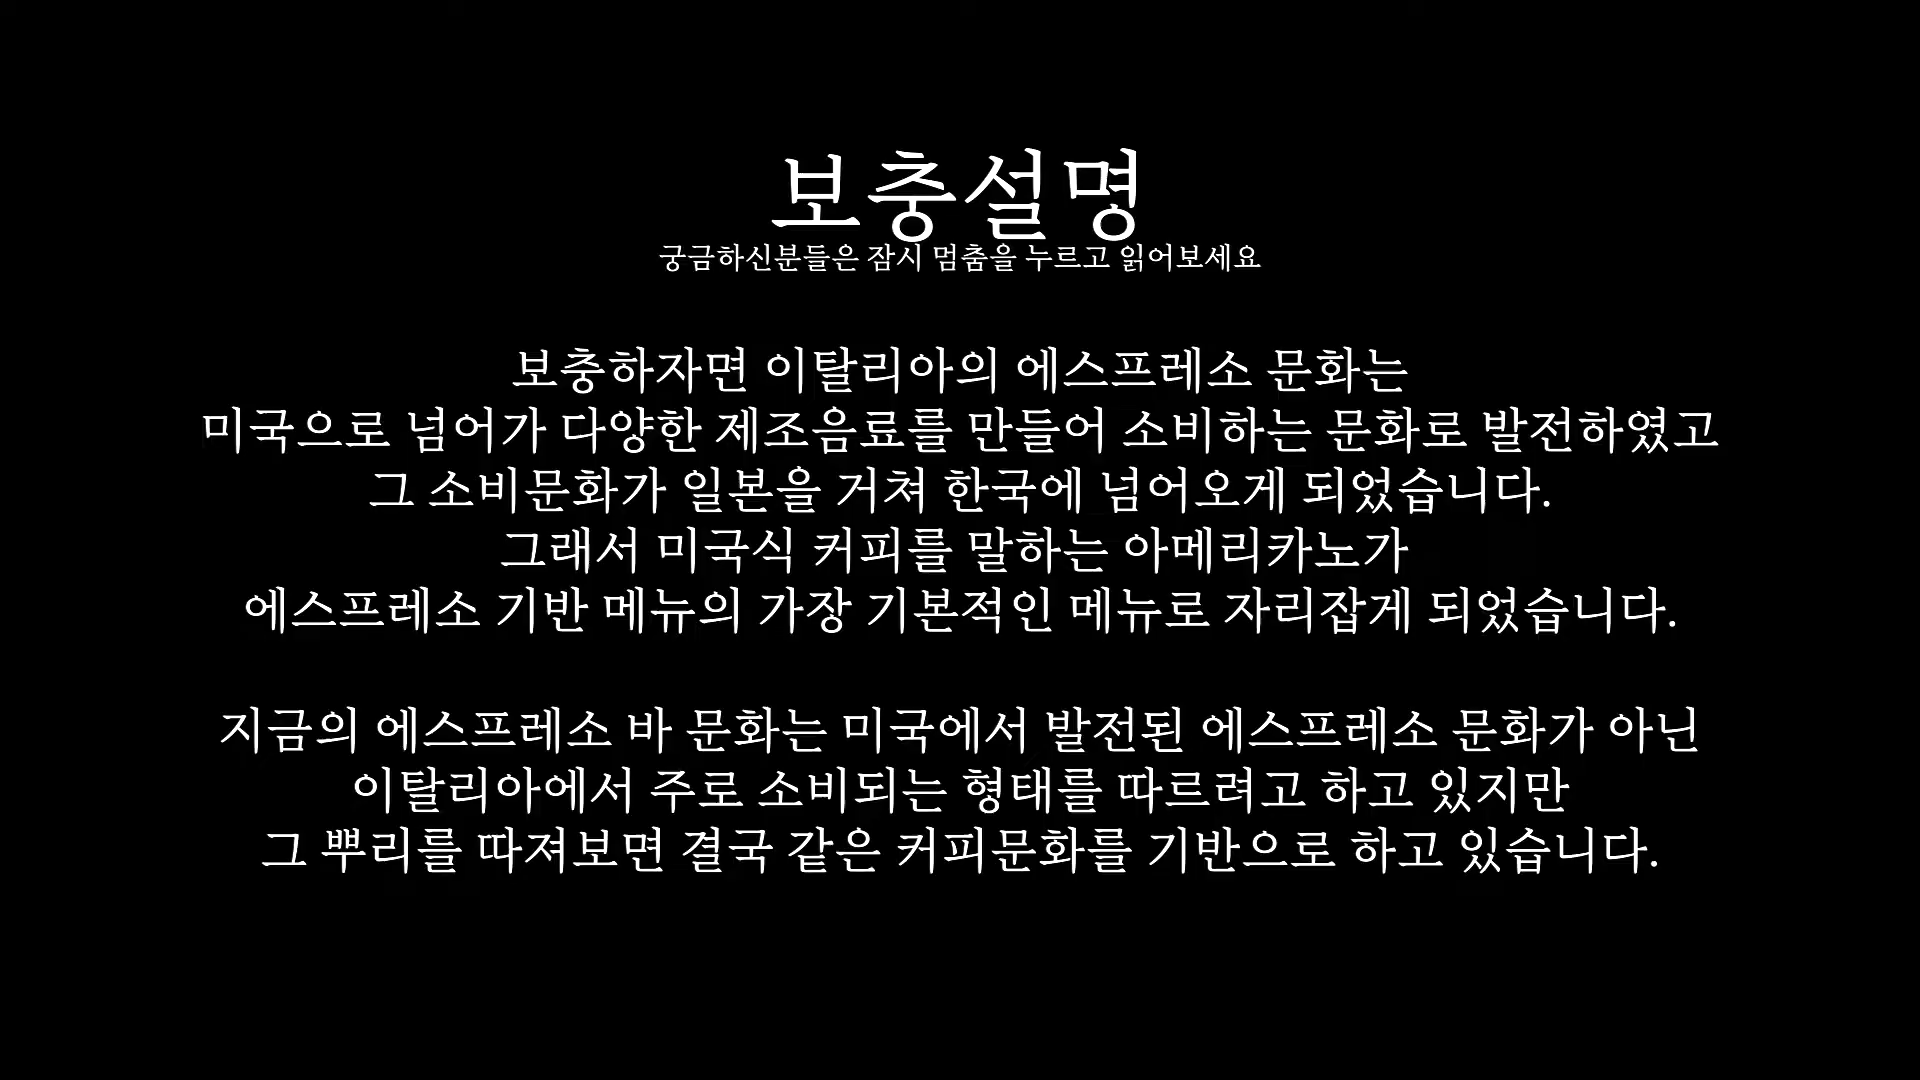 보충설명
궁금하신분들은 잠시 멈춤을 누르고 읽어보세요
보충하자면 이탈리아의 에스프레소 문화는
미국으로 넘어가 다양한 제조음료를 만들어 소비하는 문화로 발전하였고
그 소비문화가 일본을 거쳐 한국에 넘어오게 되었습니다.
그래서 미국식 커피를 말하는 아메리카노가
에스프레소 기반 메뉴의 가장 기본적인 메뉴로 자리잡게 되었습니다.
지금의 에스프레소 바 문화는 미국에서 발전된 에스프레소 문화가 아닌
이탈리아에서 주로 소비되는 형태를 따르려고 하고 있지만
그 뿌리를 따져보면 결국 같은 커피문화를 기반으로 하고 있습니다.